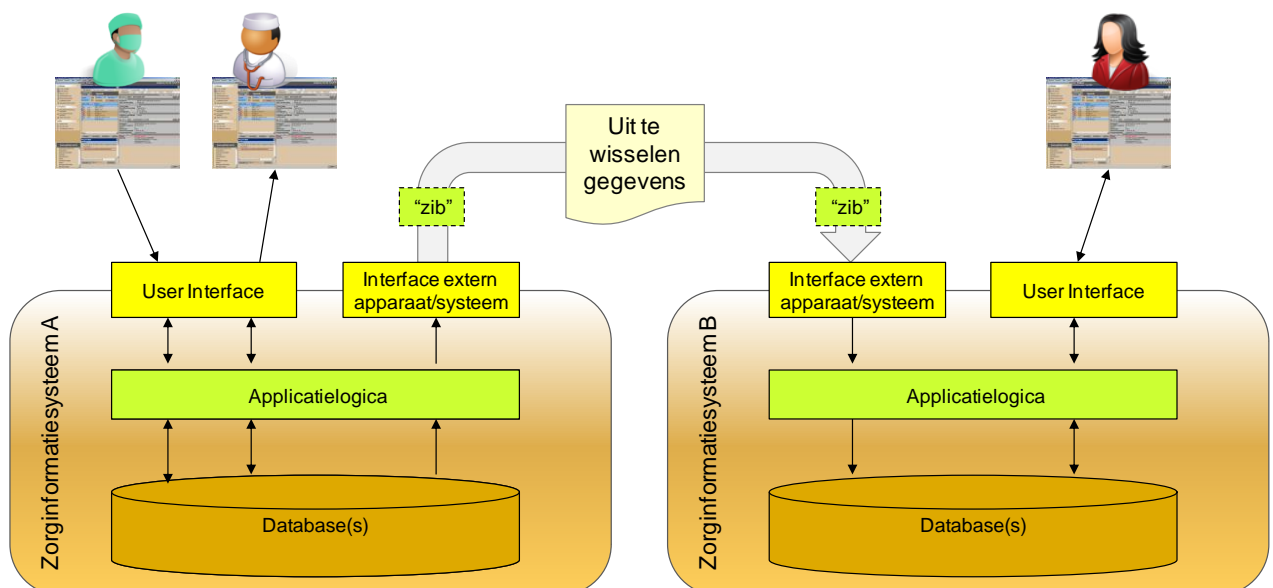 Uit te
wisselen
gegevens
“zib”
“zib”
User Interface
Interface extern
apparaat/systeem
Interface extern
apparaat/systeem
User Interface
Zorginformatiesysteem A
Applicatielogica
Database(s)
Zorginformatiesysteem B
Applicatielogica
Database(s)